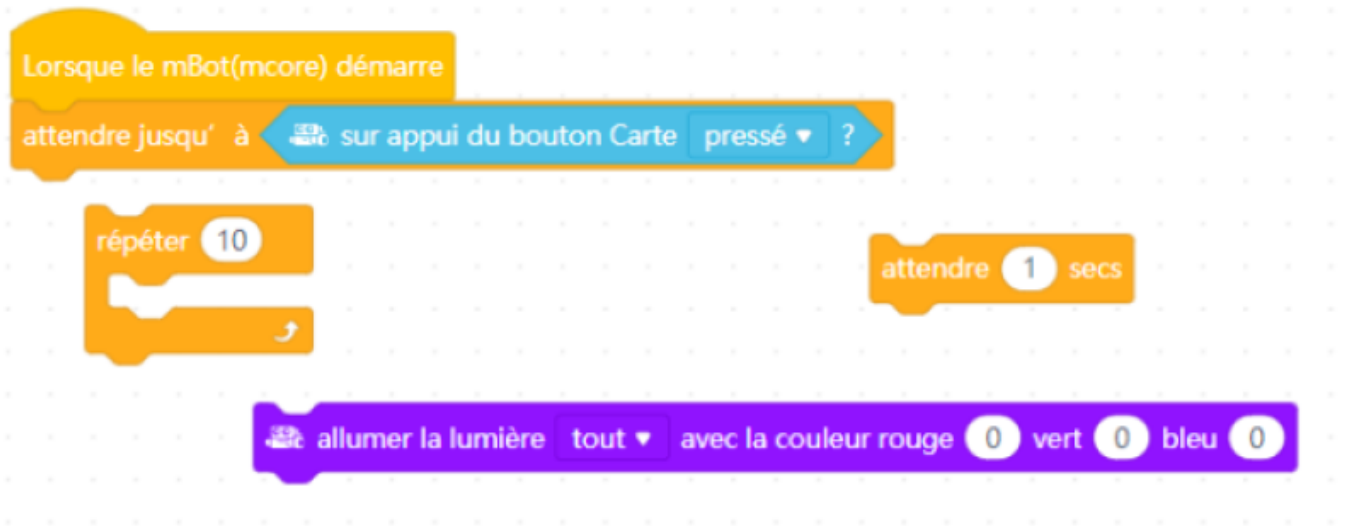 Lorsque le mBot(mcore) démarre
attendre jusqu’ à sur appui du bouton Carte pressé ?
répéter 10
attendre 1 secs
allumer la lumière tout avec la couleur rouge 0 vert 0 bleu 0